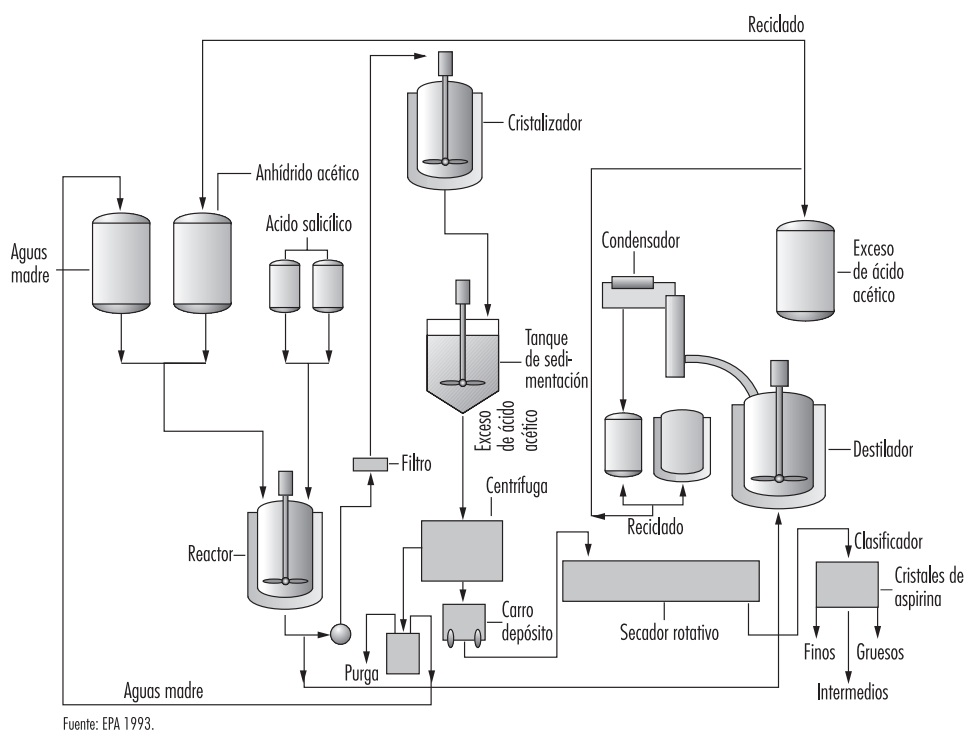 Reciclado
Cristalizador
Anhídrido acético
Acido salicílico
Aguas
madre
Condensador
Exceso
de ácido
acético
Tanque
de sedi-
mentación
Exceso
de ácido
acético
Destilador
Filtro
Centrífuga
Reciclado
Reactor
Clasificador
Cristales de
aspirina
Carro
depósito
Secador rotativo
Finos
Gruesos
Purga
Intermedios
Aguas madre
Fuente: EPA 1993.